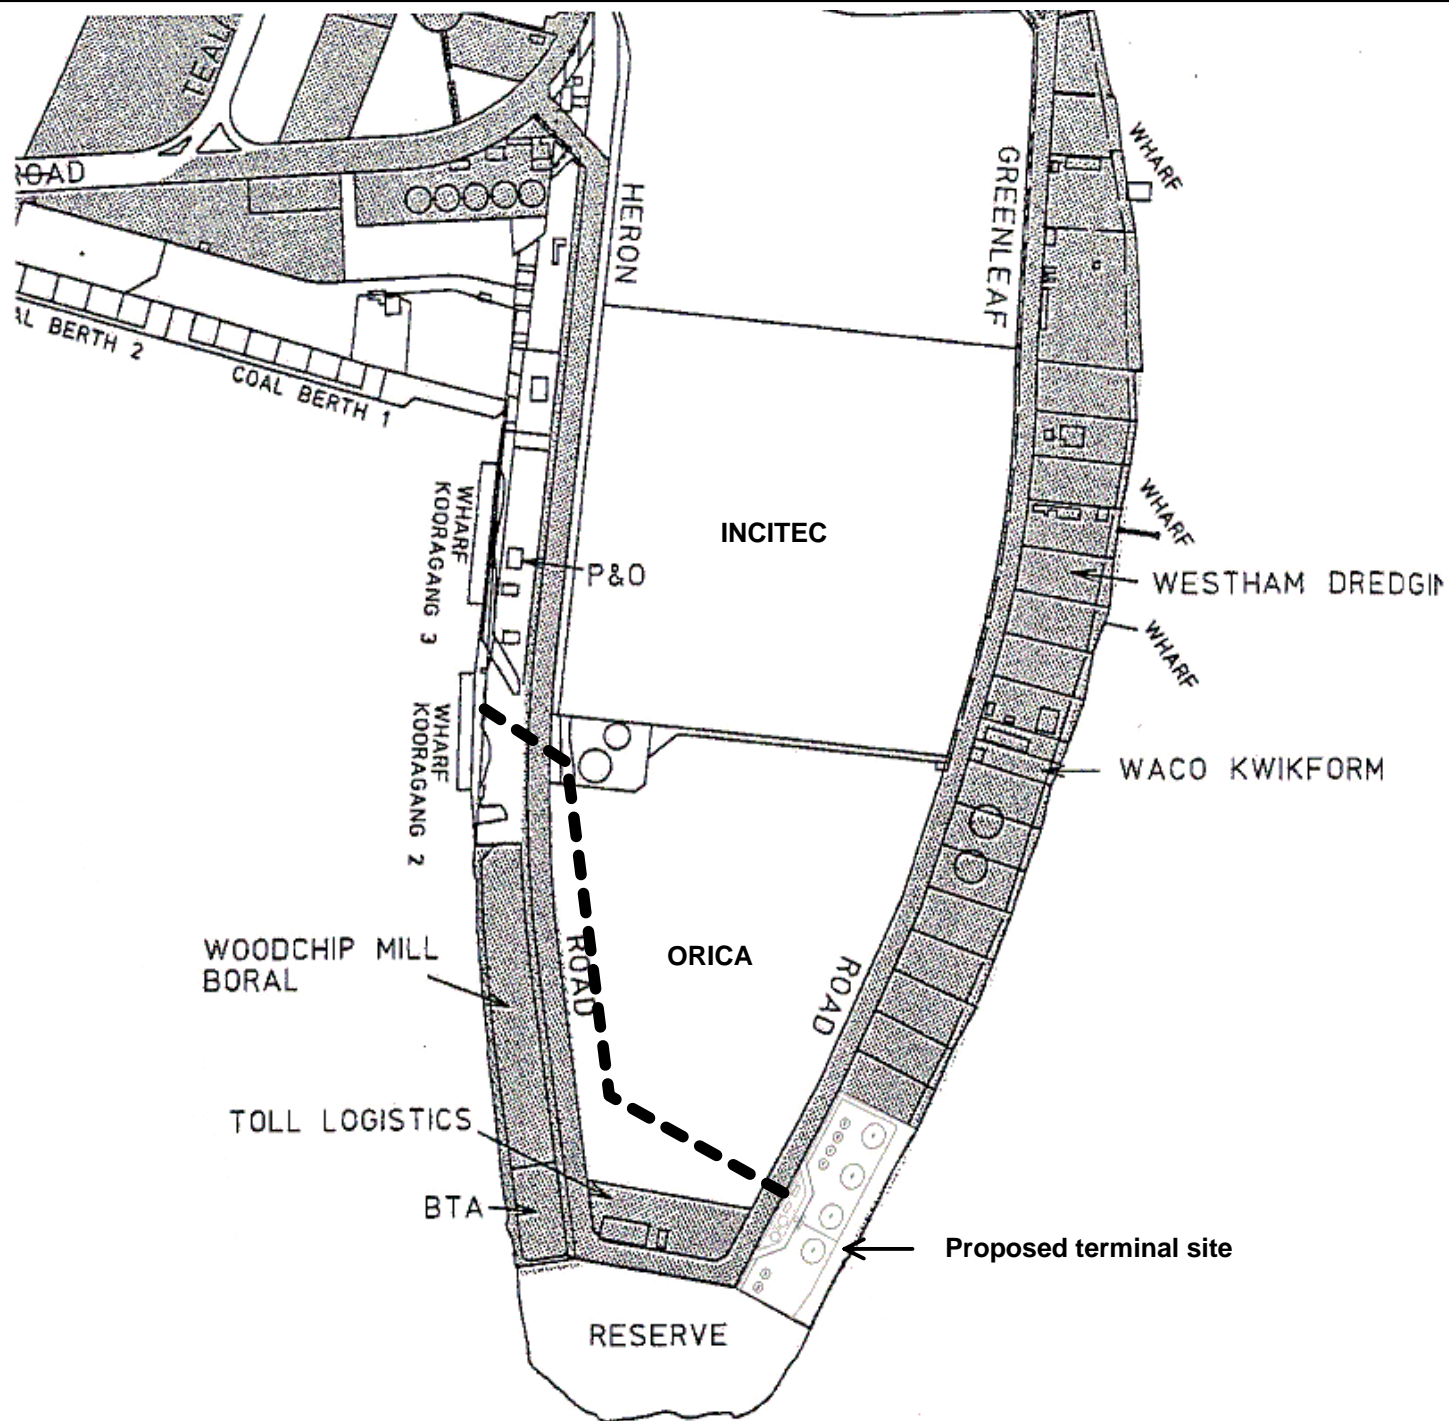 TEAL
ROAD
WHARF
HERON
GREENLEAF
AL BERTH 2
COAL BERTH 1
WHARF
KOORAGANG 3
INCITEC
WHARF
P&O
WESTHAM DREDGIN
WHARF
WHARF
KOORAGANG 2
WACO KWIKFORM
WOODCHIP MILL
BORAL
ROAD
ORICA
ROAD
TOLL LOGISTICS
BTA
Proposed terminal site
RESERVE